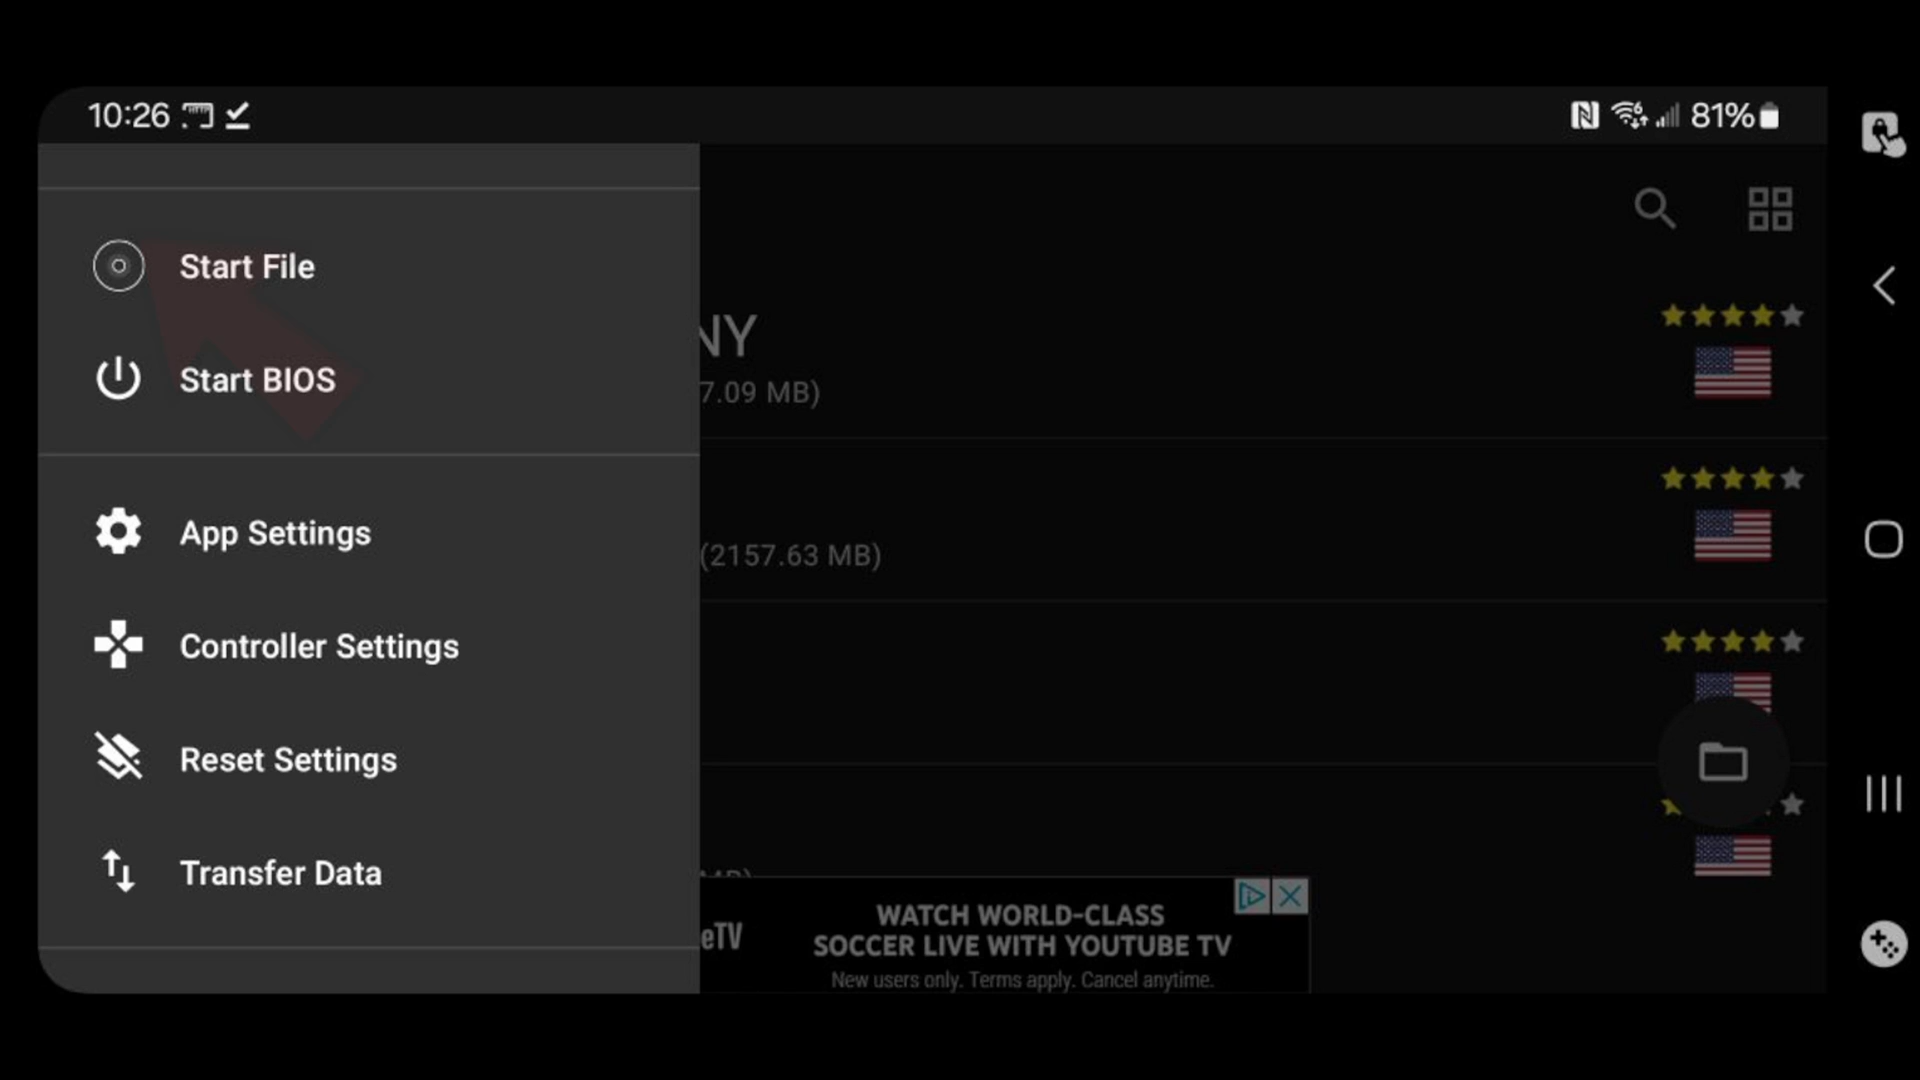 10:26
81%
Start File
Start BIOS
App Settings
Controller Settings
Reset Settings
Transfer Data
NY
7.09 MB)
(2157.63 MB)
MB)
eTV
WATCH WORLD-CLASS
SOCCER LIVE WITH YOUTUBE TV
New users only. Terms apply. Cancel anytime.